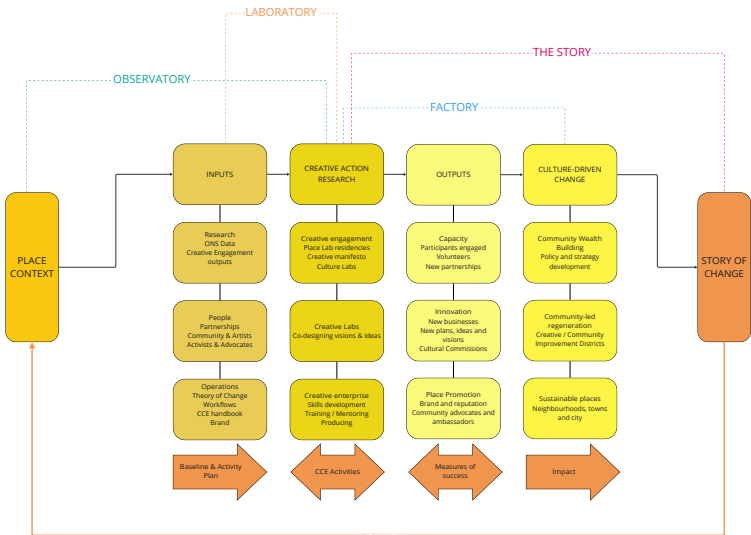 LABORATORY
THE STORY
OBSERVATORY
FACTORY
PLACE
CONTEXT
INPUTS
Research
ONS Data
Creative Engagement
outputs
People
Partnerships
Community & Artists
Activists & Advocates
Operations
Theory of Change
Workflows
CCE handbook
Brand
Baseline & Activity
Plan
CREATIVE ACTION
RESEARCH
Creative engagement
Place Lab residencies
Creative manifesto
Culture Labs
Creative Labs
Co-designing visions & ideas
Creative enterprise
Skills development
Training / Mentoring
Producing
CCE Activities
OUTPUTS
Capacity
Participants engaged
Volunteers
New partnerships
Innovation
New businesses
New plans, ideas and
visions
Cultural Commissions
Place Promotion
Brand and reputation
Community advocates and
ambassadors
Measures of
success
CULTURE-DRIVEN
CHANGE
Community Wealth
Building
Policy and strategy
development
Community-led
regeneration
Creative / Community
Improvement Districts
Sustainable places
Neighbourhoods, towns
and city
Impact
STORY OF
CHANGE